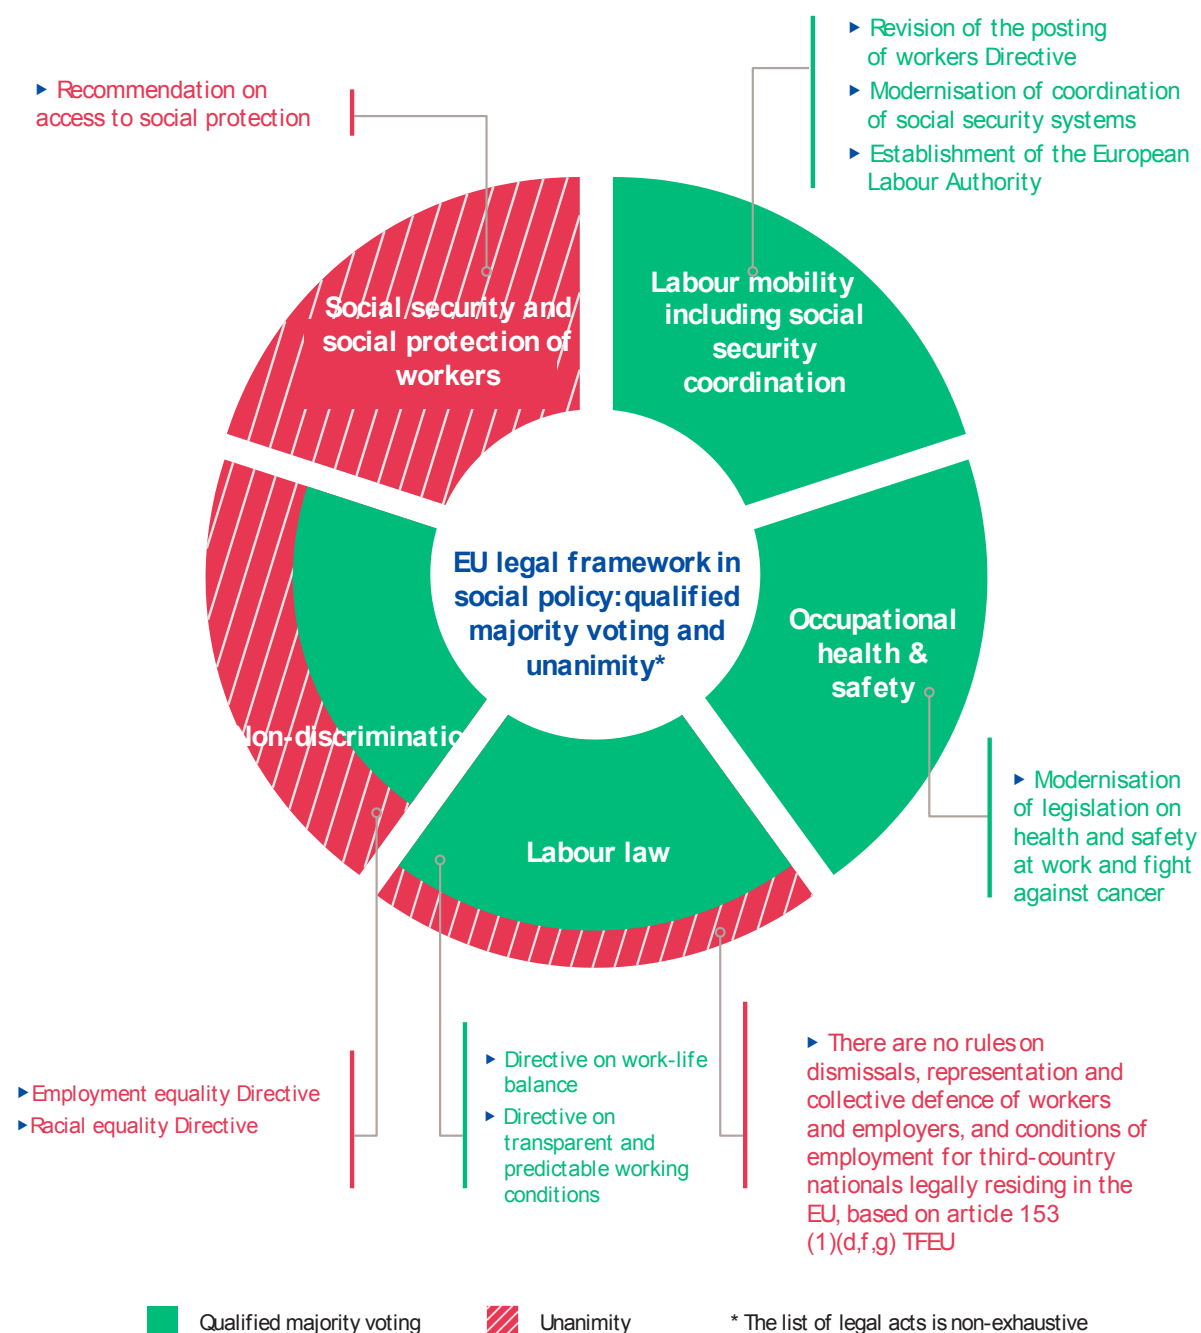 ► Revision of the posting
of workers Directive
► Modernisation of coordination
of social security systems
► Establishment of the European
Labour Authority
► Recommendation on
access to social protection
Social security and
social protection of
workers
Labour mobility
including social
security
coordination
EU legal framework in
social policy: qualified
majority voting and
unanimity*
Occupational
health &
safety
Non-discrimination
Labour law
► Modernisation
of legislation on
health and safety
at work and fight
against cancer
► Employment equality Directive
► Racial equality Directive
► Directive on work-life
balance
► Directive on
transparent and
predictable working
conditions
► There are no rules on
dismissals, representation and
collective defence of workers
and employers, and conditions of
employment for third-country
nationals legally residing in the
EU, based on article 153
(1)(d,f,g) TFEU
Qualified majority voting
Unanimity
* The list of legal acts is non-exhaustive